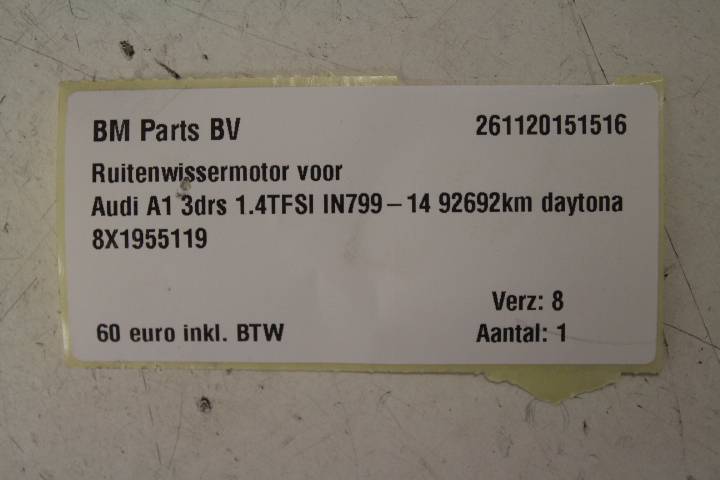 BM Parts BV 261120151516
Ruitenwissermotor voor
Audi A1 3drs 1.4TFSI IN799-14 92692km daytona
8X1955119
Verz: 8
60 euro inkl. BTW Aantal: 1